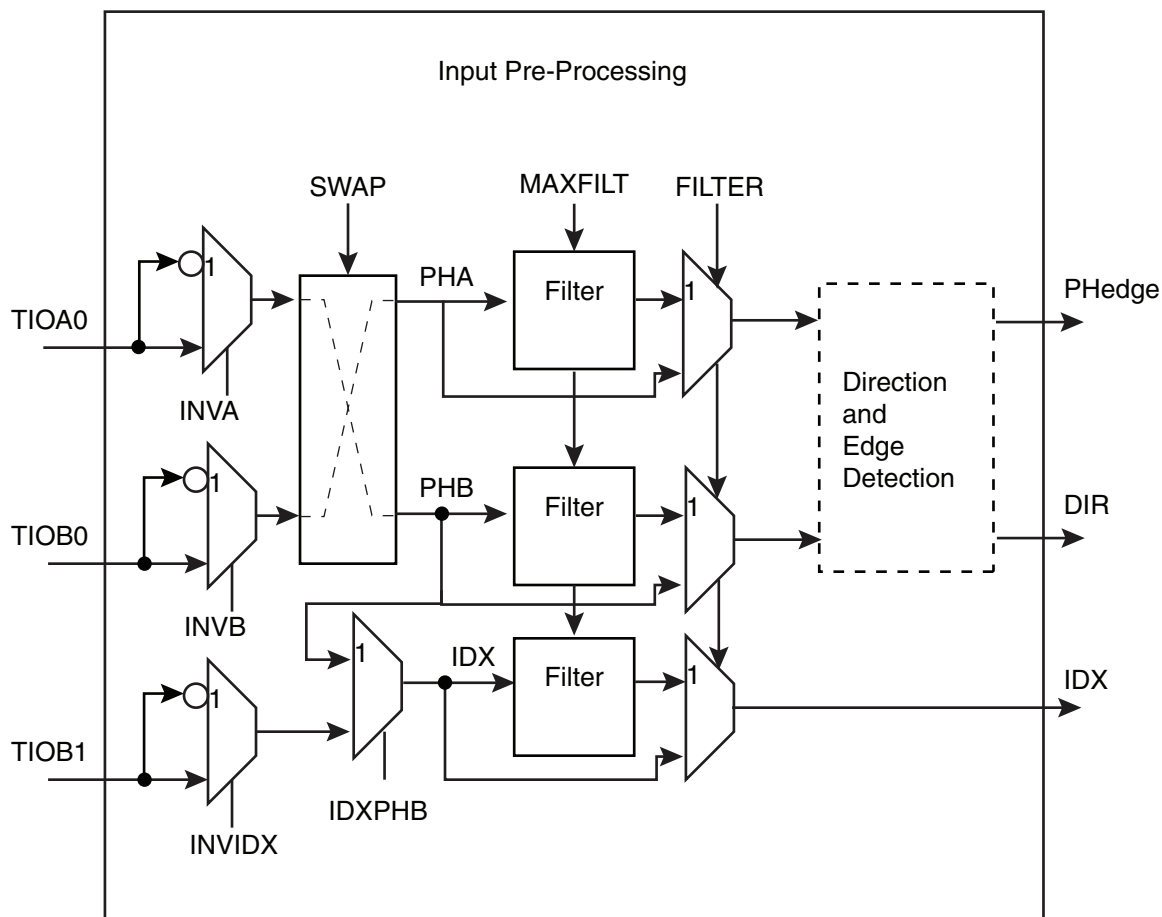 Input Pre-Processing
SWAP
MAXFILT
FILTER
1
PHA
Filter
1
PHedge
TIOA0
INVA
Direction
and
Edge
Detection
1
PHB
Filter
1
DIR
TIOB0
INVB
1
IDX
Filter
1
IDX
1
TIOB1
IDXPHB
INVIDX